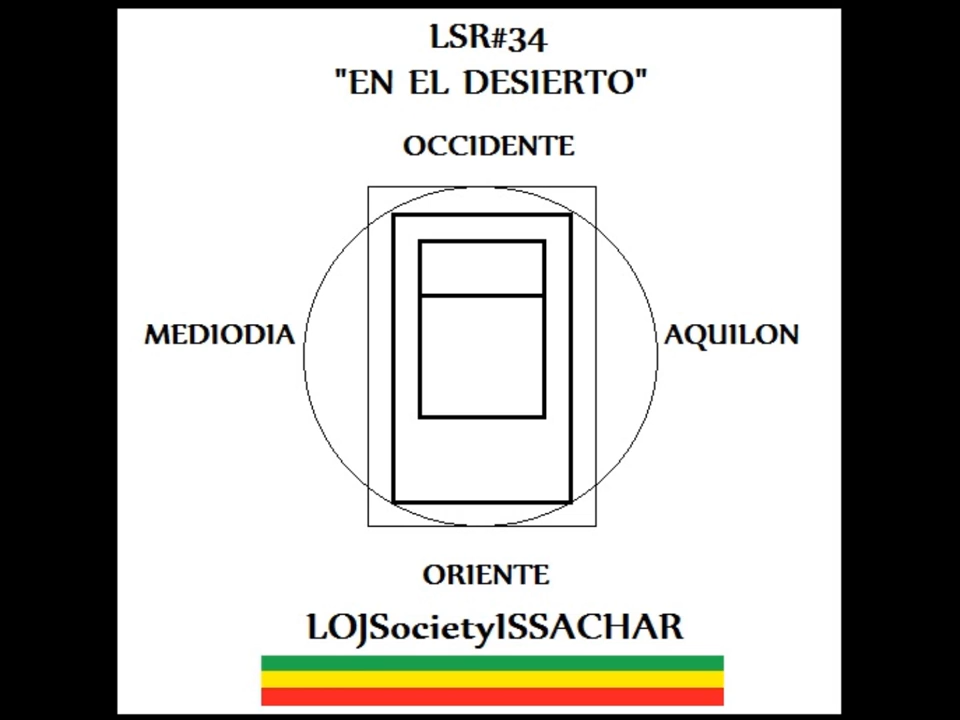 LSR#34
"EN EL DESIERTO"
OCCIDENTE
MEDIODIA
AQUILON
ORIENTE
LOJSocietyISSACHAR